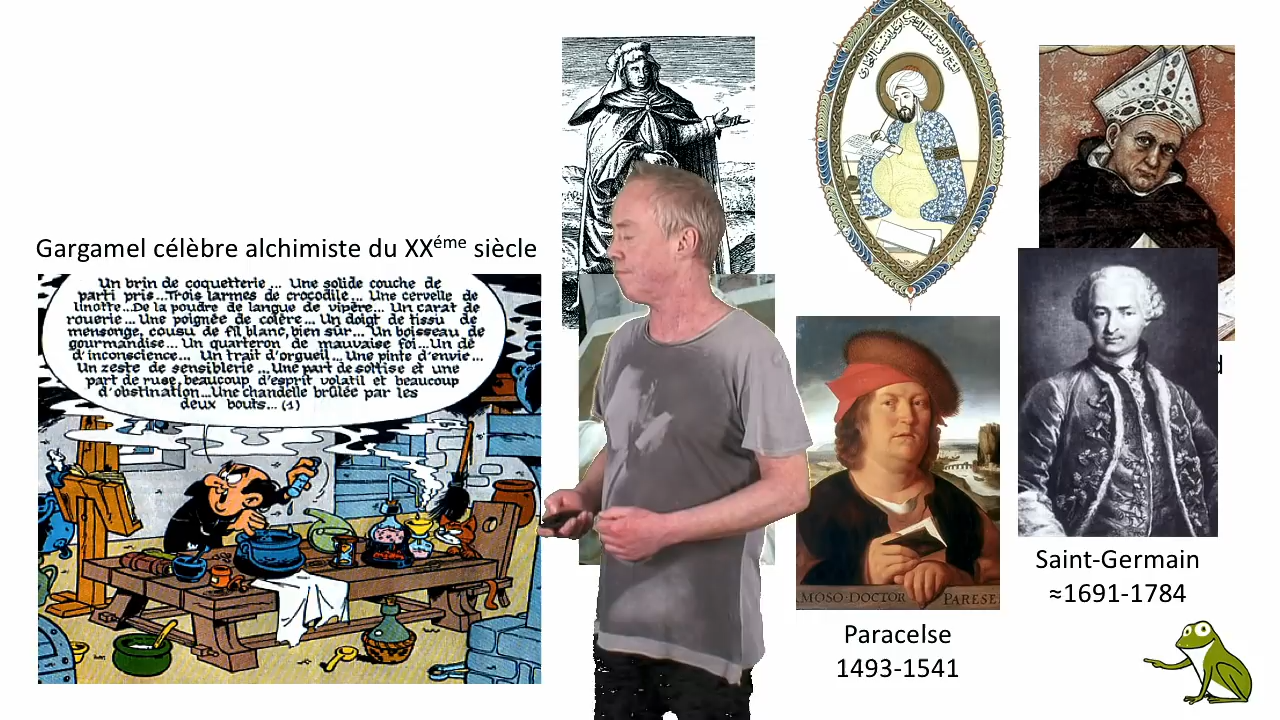 Gargamel célèbre alchimiste du XXéme siècle
Un brin de coquetterie... Une solide couche de
parti pris...Trois larmes de crocodile... Une cervelle de
linotte...De la poudre de langue de vipère... Un carat de
rouerie... Une poignée de colère... Un doigt de tissu de
mensonge, cousu de fil blanc, bien sûr... Un boisseau de
gourmandise... Un quarteron de mauvaise foi...Un dé
d'inconscience... Un trait d'orgueil... Une pinte d'envie...
Un zeste de sensiblerie... Une part de sottise et une
part de ruse, beaucoup d'esprit volatil et beaucoup
d'obstination...Une chandelle brûlée par les
deux bouts... (1)
MOSO·DOCTOR PARESE
Paracelse
1493-1541
Saint-Germain
≈1691-1784